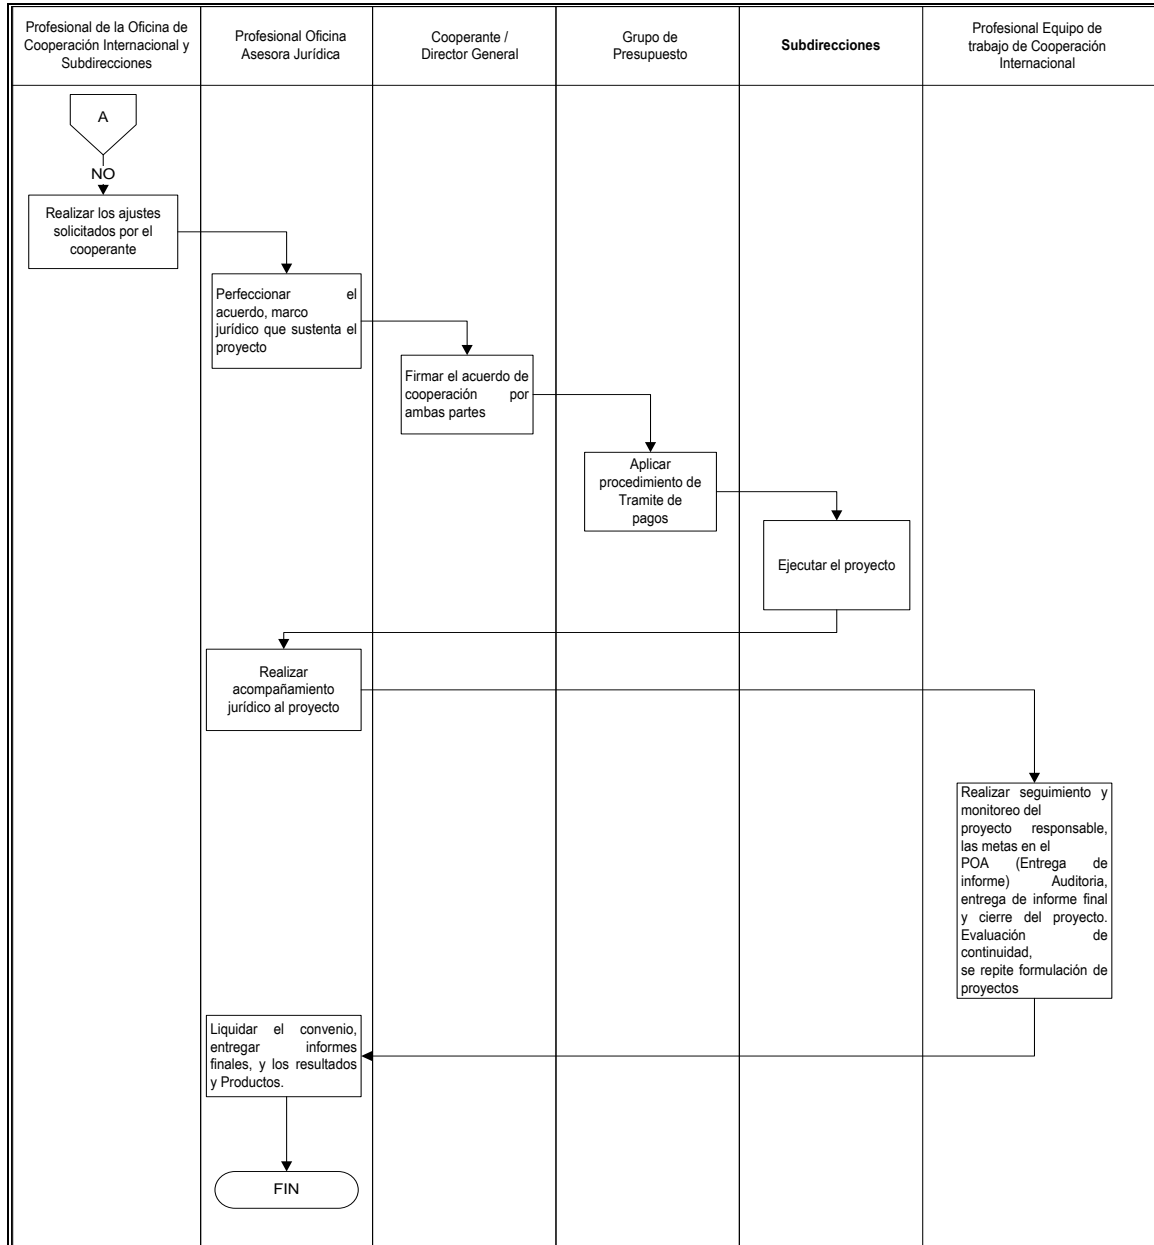 Profesional de la Oficina de
Cooperación Internacional y
Subdirecciones
Profesional Oficina
Asesora Jurídica
Cooperante /
Director General
Grupo de
Presupuesto
Subdirecciones
Profesional Equipo de
trabajo de Cooperación
Internacional
A
NO
Realizar los ajustes
solicitados por el
cooperante
Perfeccionar el
acuerdo, marco
jurídico que sustenta el
proyecto
Firmar el acuerdo de
cooperación por
ambas partes
Aplicar
procedimiento de
Tramite de
pagos
Ejecutar el proyecto
Realizar
acompañamiento
jurídico al proyecto
Realizar seguimiento y
monitoreo del
proyecto responsable,
las metas en el
POA (Entrega de
informe) Auditoria,
entrega de informe final
y cierre del proyecto.
Evaluación de
continuidad,
se repite formulación de
proyectos
Liquidar el convenio,
entregar informes
finales, y los resultados
y Productos.
FIN